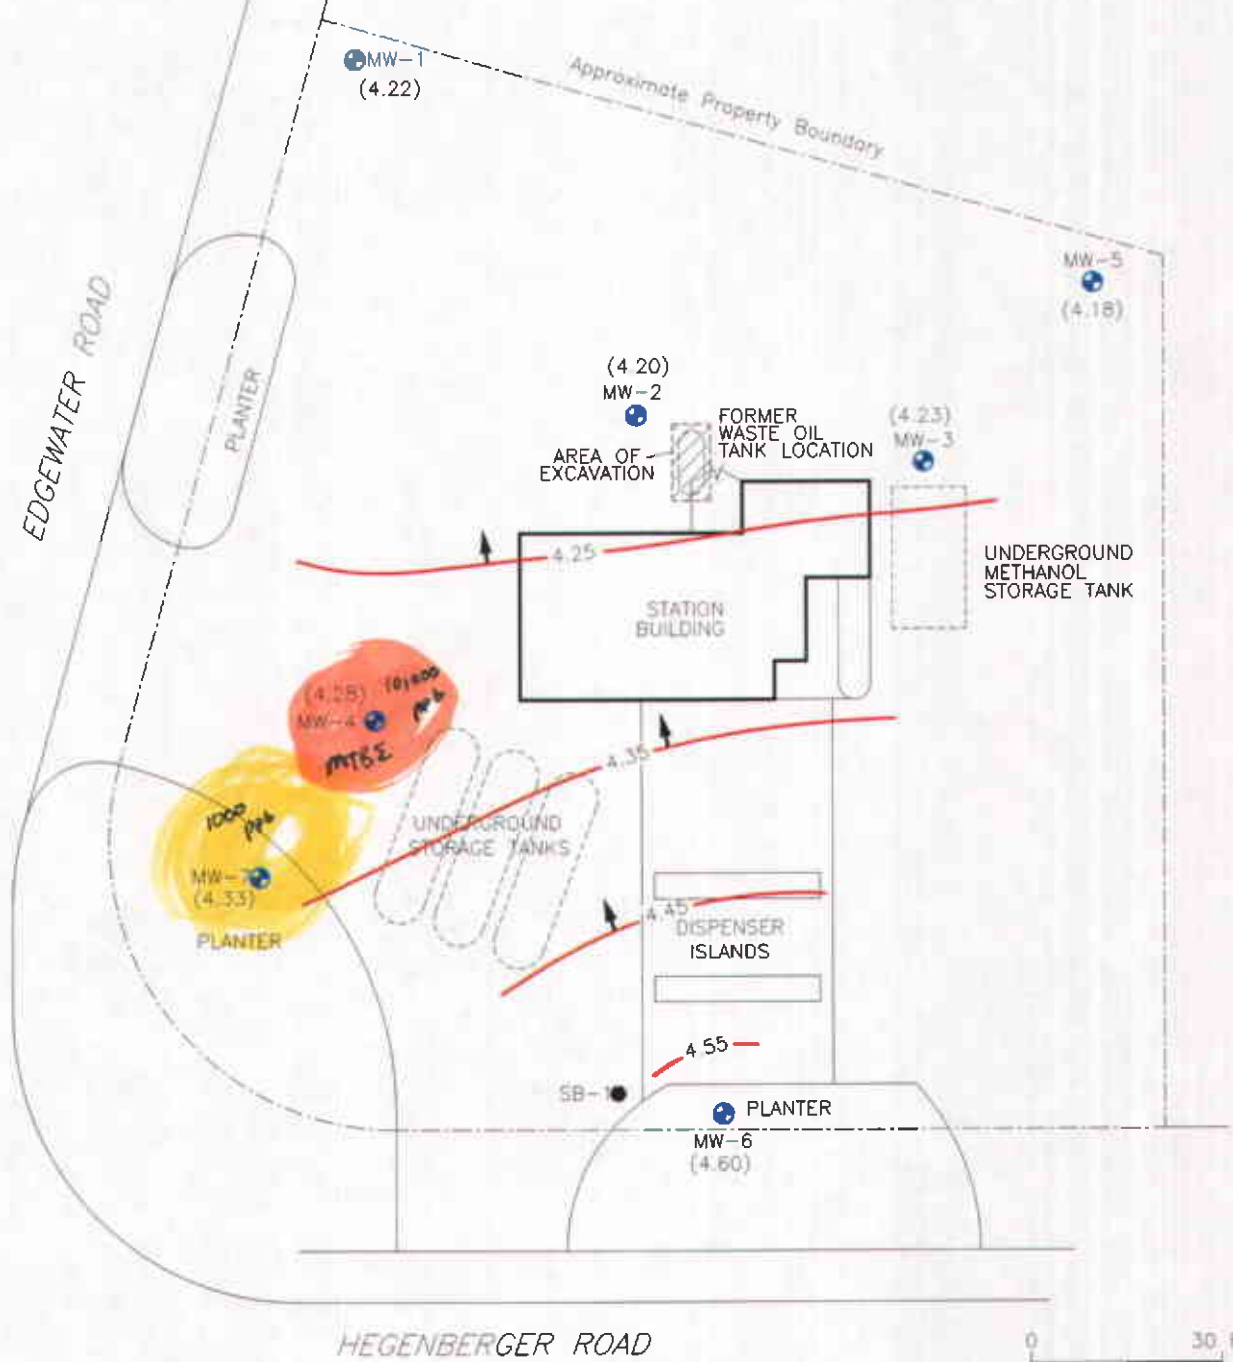 MW-1
(4.22)
Approximate Property Boundary
MW-5
(4.18)
EDGEWATER ROAD
PLANTER
(4.20)
MW-2
FORMER
WASTE OIL
TANK LOCATION
AREA OF
EXCAVATION
(4.23)
MW-3
4.25
UNDERGROUND
METHANOL
STORAGE TANK
STATION
BUILDING
(4.28)
MW-4
10,000
ppb
MTBE
4.35
1000
ppb
UNDERGROUND
STORAGE TANKS
MW-7
(4.33)
PLANTER
4.45
DISPENSER
ISLANDS
4.55
SB-1
PLANTER
MW-6
(4.60)
HEGENBERGER ROAD
0 30